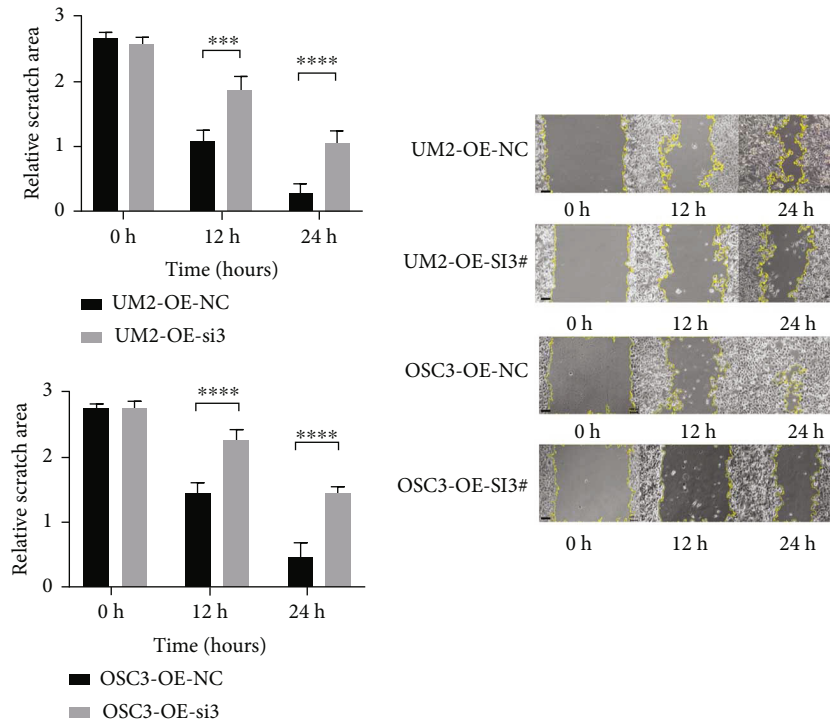 3
2
1
0
Relative scratch area
***
****
0 h
12 h
24 h
Time (hours)
UM2-OE-NC
UM2-OE-si3
3
2
1
0
Relative scratch area
****
****
0 h
12 h
24 h
Time (hours)
OSC3-OE-NC
OSC3-OE-si3
UM2-OE-NC
0 h 12 h 24 h
UM2-OE-SI3#
0 h 12 h 24 h
OSC3-OE-NC
0 h 12 h 24 h
OSC3-OE-SI3#
0 h 12 h 24 h